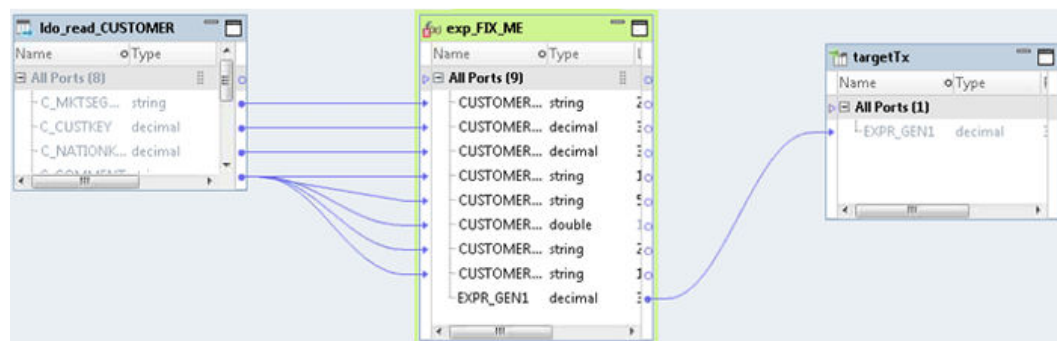 ldo_read_CUSTOMER
Name Type
All Ports (8)
C_MKTSEG... string
C_CUSTKEY decimal
C_NATIONK... decimal
exp_FIX_ME
Name Type
All Ports (9)
CUSTOMER... string
CUSTOMER... decimal
CUSTOMER... decimal
CUSTOMER... string
CUSTOMER... string
CUSTOMER... double
CUSTOMER... string
CUSTOMER... string
EXPR_GEN1 decimal
targetTx
Name Type
All Ports (1)
EXPR_GEN1 decimal